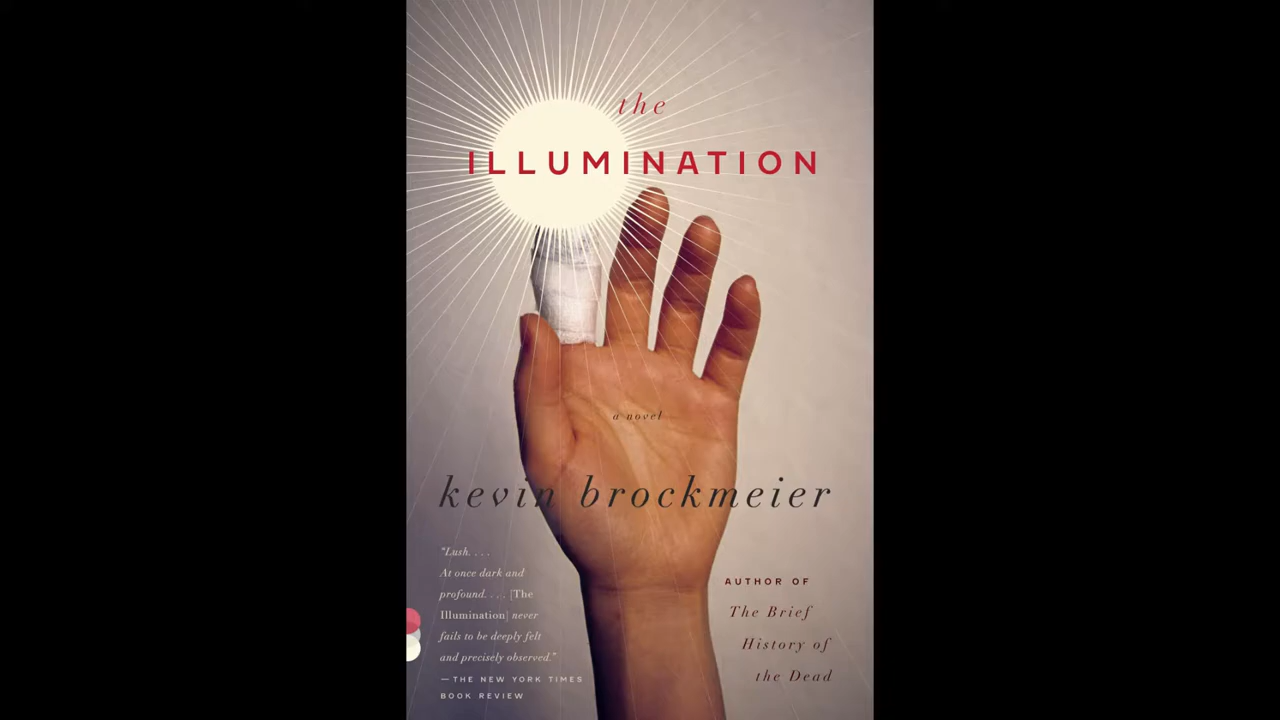 the
ILLUMINATION
a novel
kevin brockmeier
"Lush. . . .
At once dark and
profound. . . . [The
Illumination] never
fails to be deeply felt
and precisely observed."
—THE NEW YORK TIMES
BOOK REVIEW
AUTHOR OF
The Brief
History of
the Dead